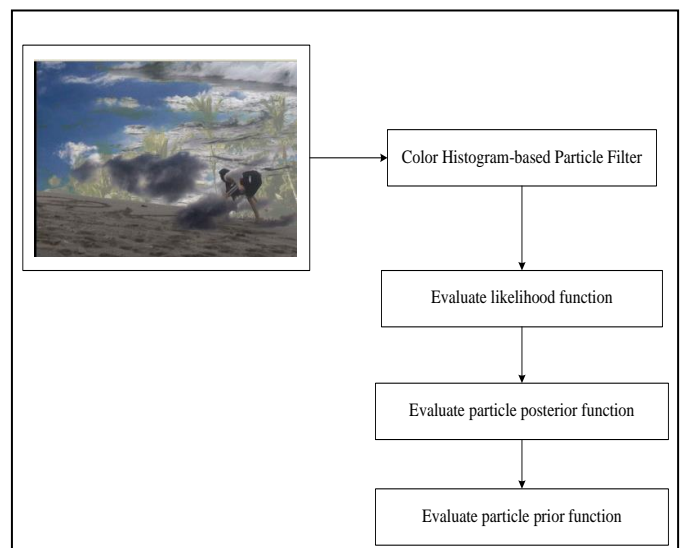 Color Histogram-based Particle Filter
Evaluate likelihood function
Evaluate particle posterior function
Evaluate particle prior function